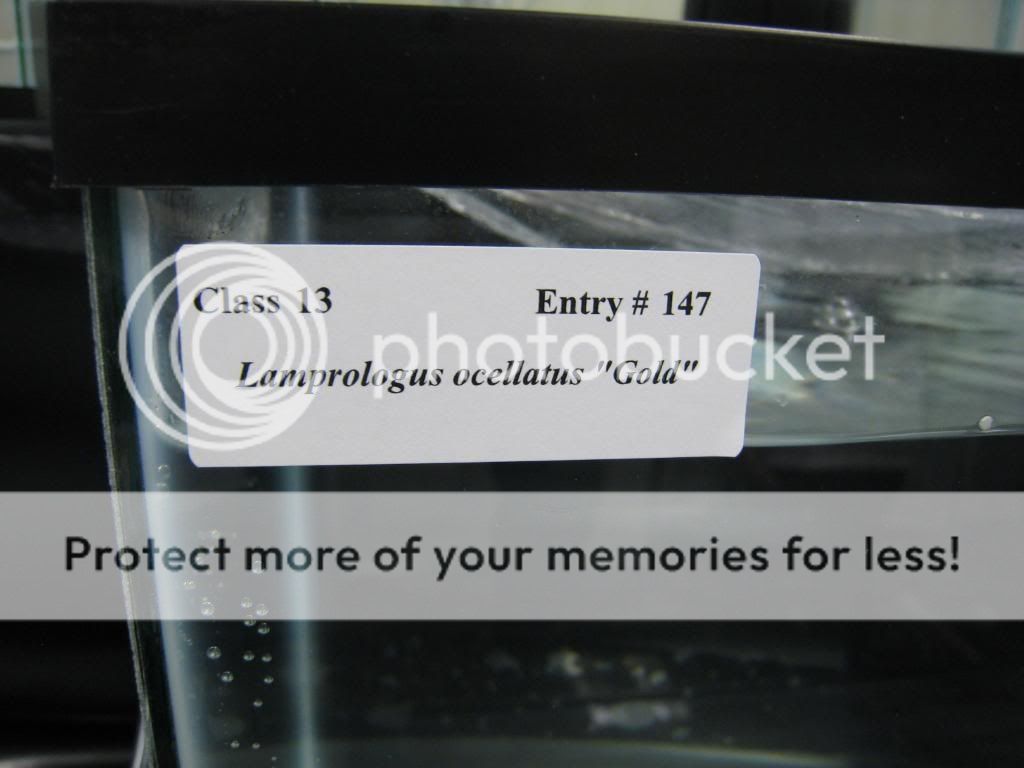 Class 13 Entry # 147
Lamprologus ocellatus "Gold"
photobucket
Protect more of your memories for less!